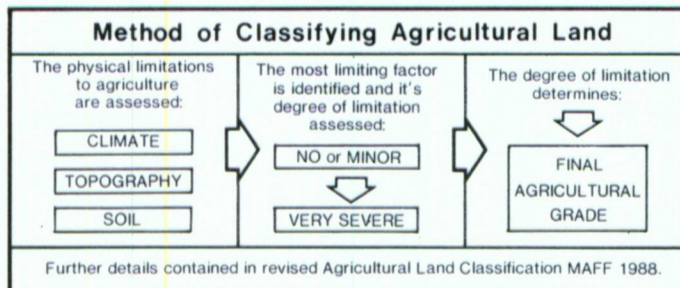 Method of Classifying Agricultural Land
The physical limitations
to agriculture
are assessed:
CLIMATE
TOPOGRAPHY
SOIL
The most limiting factor
is identified and it's
degree of limitation
assessed:
NO or MINOR
VERY SEVERE
The degree of limitation
determines:
FINAL
AGRICULTURAL
GRADE
Further details contained in revised Agricultural Land Classification MAFF 1988.